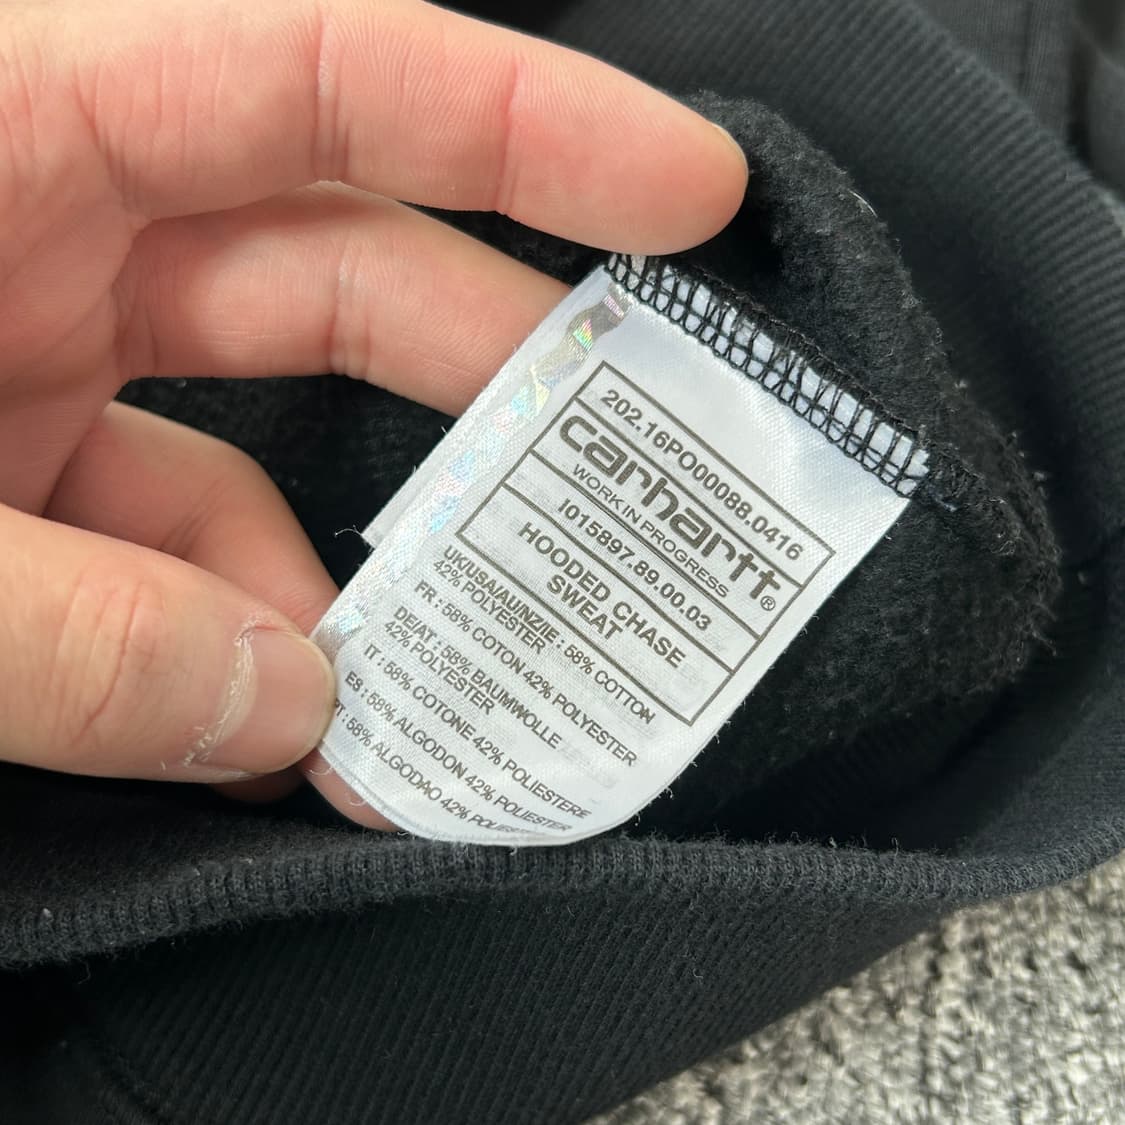 202.16PO00088.0416
carhartt®
WORK IN PROGRESS
I015897.89.00.03
HOODED CHASE
SWEAT
UK/USA/AU/NZ/IE : 58% COTTON
42% POLYESTER
FR : 58% COTON 42% POLYESTER
DE/AT : 58% BAUMWOLLE
42% POLYESTER
IT : 58% COTONE 42% POLIESTERE
ES : 58% ALGODON 42% POLIESTER
PT : 58% ALGODAO 42% POLIESTER